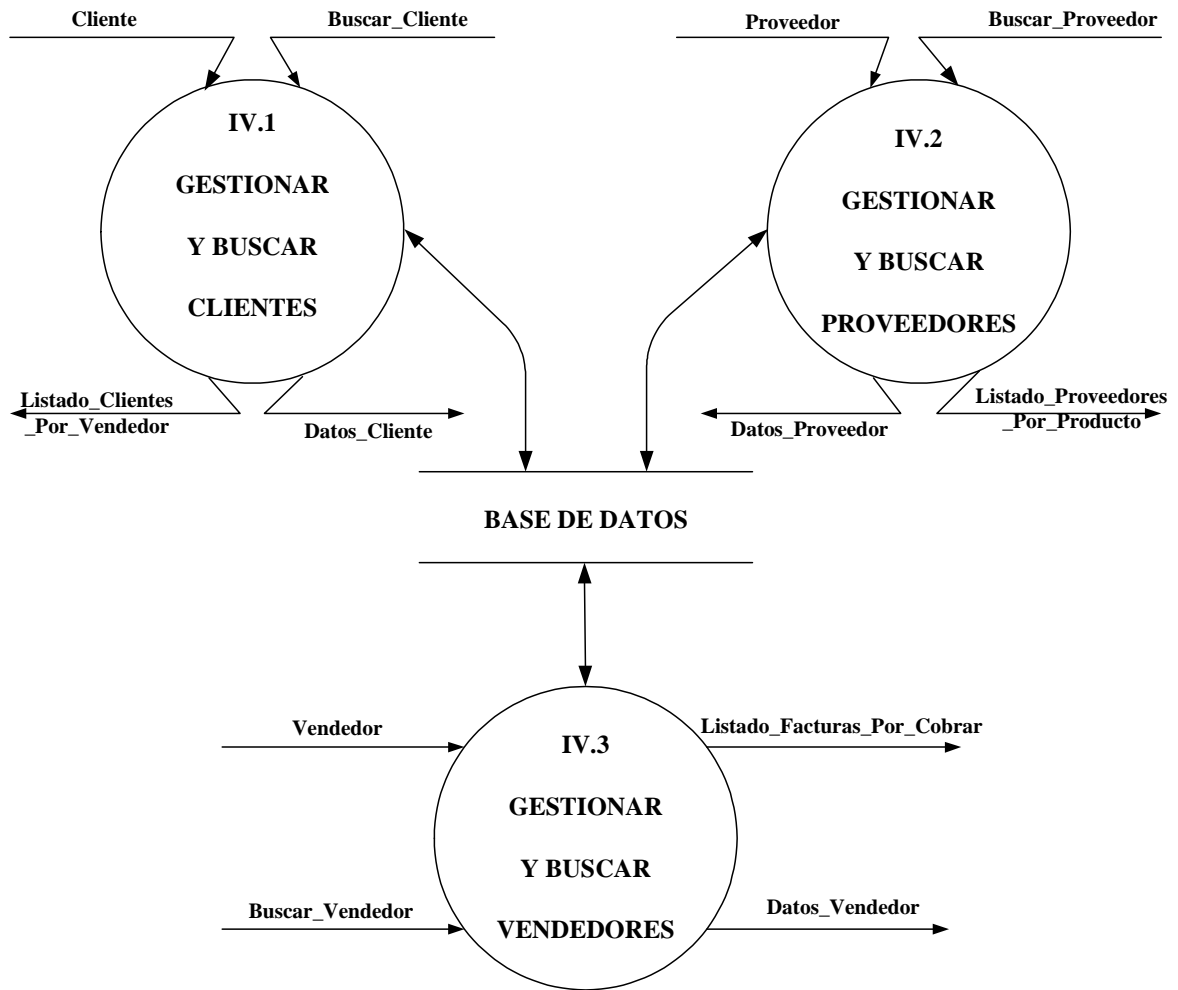 Cliente
Buscar_Cliente
Proveedor
Buscar_Proveedor
IV.1
GESTIONAR
Y BUSCAR
CLIENTES
IV.2
GESTIONAR
Y BUSCAR
PROVEEDORES
Listado_Clientes
_Por_Vendedor
Datos_Cliente
Datos_Proveedor
Listado_Proveedores
_Por_Producto
BASE DE DATOS
Vendedor
Listado_Facturas_Por_Cobrar
IV.3
GESTIONAR
Y BUSCAR
VENDEDORES
Buscar_Vendedor
Datos_Vendedor